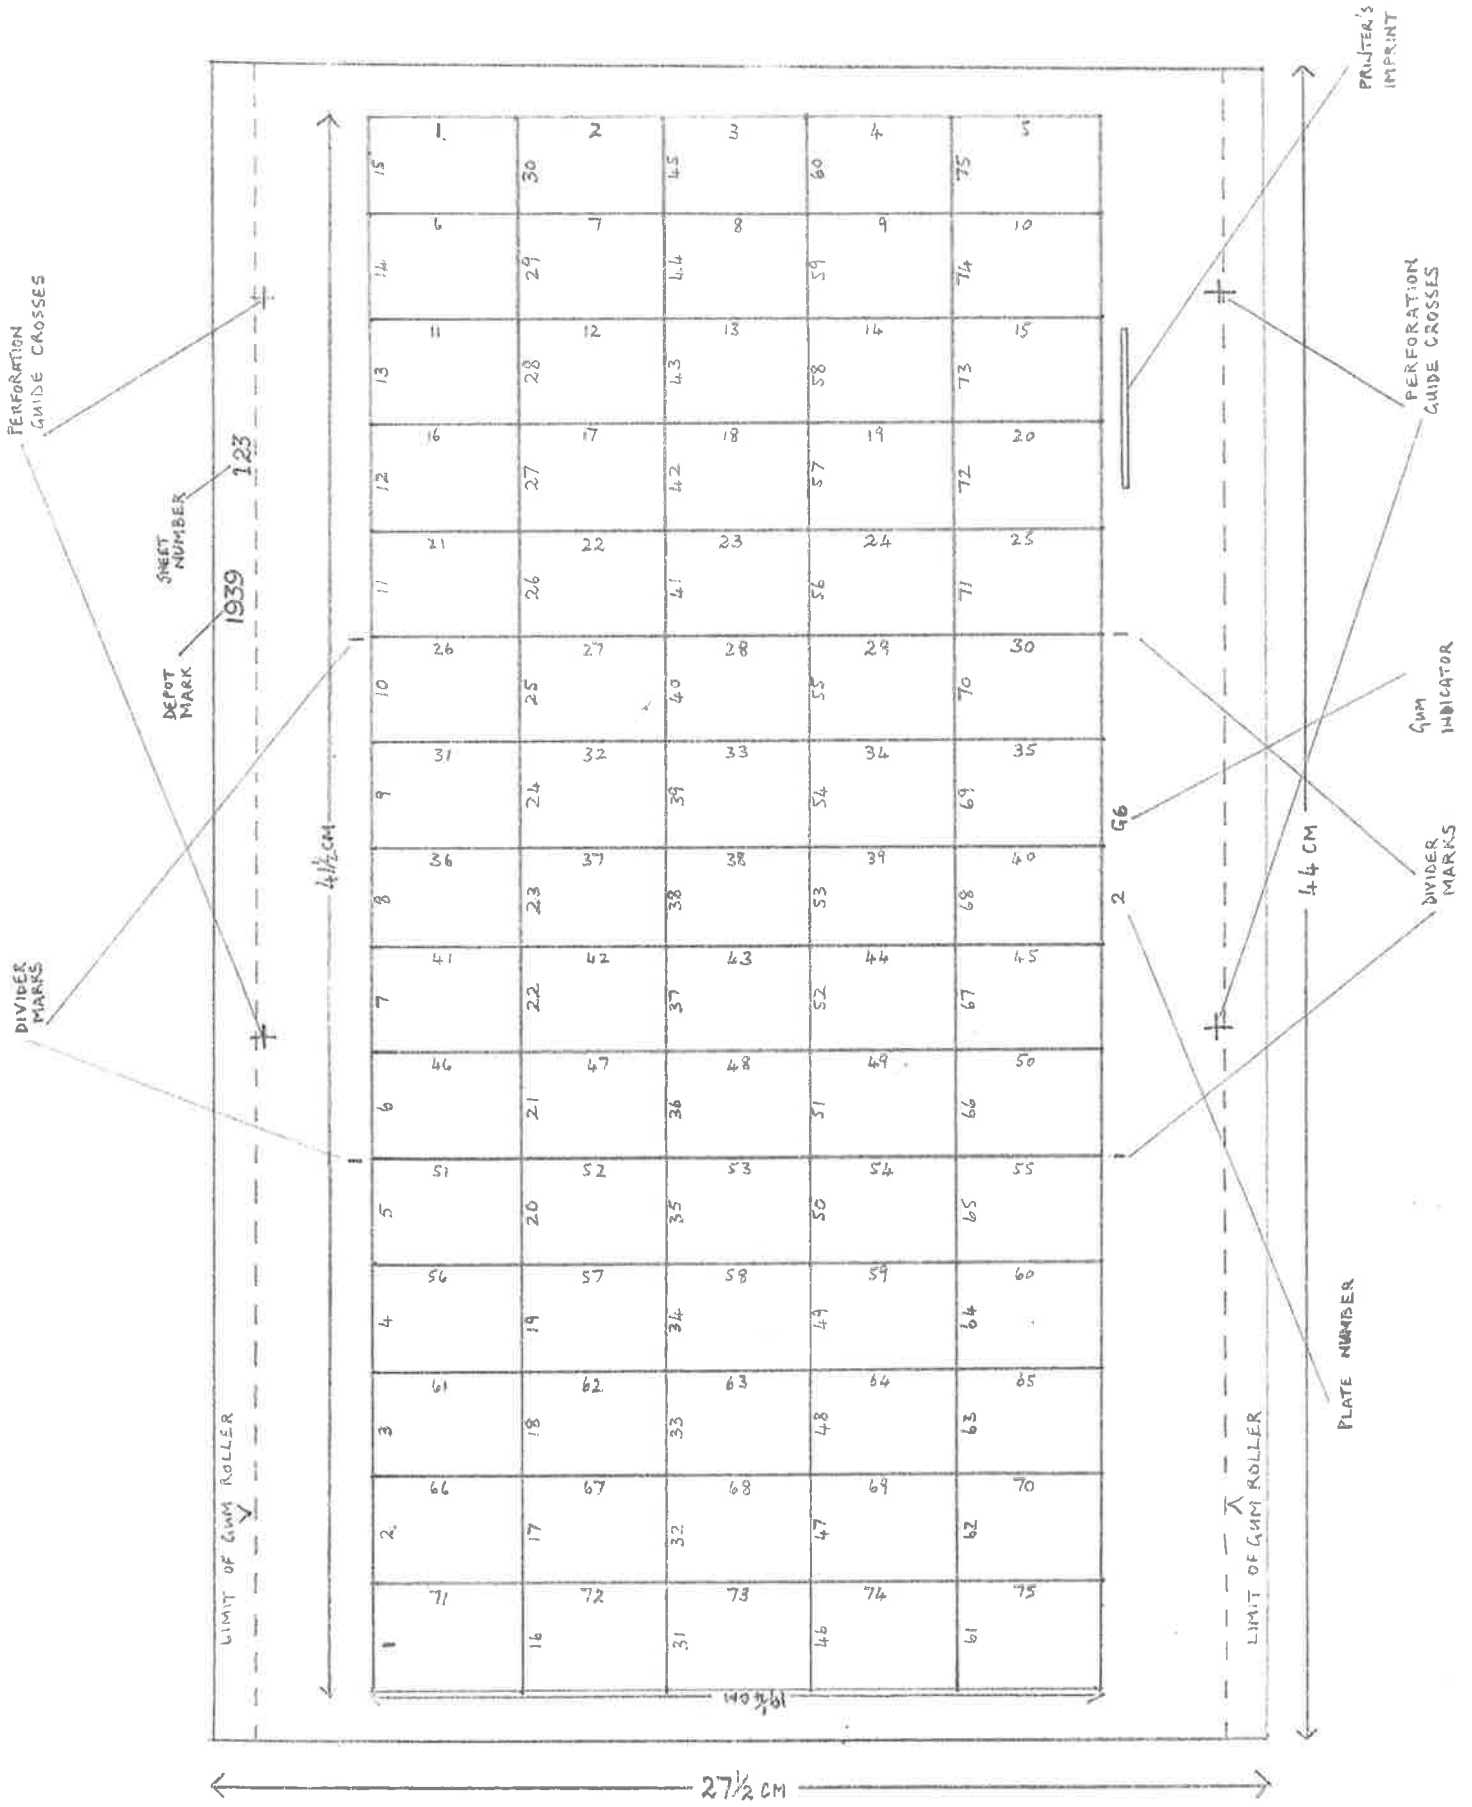 PRINTER'S
IMPRINT
PERFORATION
GUIDE CROSSES
PERFORATION
GUIDE CROSSES
SHEET
NUMBER
123
DEPOT
MARK
1939
GUM
INDICATOR
G6
DIVIDER
MARKS
DIVIDER
MARKS
2
PLATE NUMBER
LIMIT OF GUM ROLLER
LIMIT OF GUM ROLLER
41½ CM
44 CM
27½ CM
1 2 3 4 5
15 30 45 60 75
6 7 8 9 10
14 29 44 59 74
11 12 13 14 15
13 28 43 58 73
16 17 18 19 20
12 27 42 57 72
21 22 23 24 25
11 26 41 56 71
26 27 28 29 30
10 25 40 55 70
31 32 33 34 35
9 24 39 54 69
36 37 38 39 40
8 23 38 53 68
41 42 43 44 45
7 22 37 52 67
46 47 48 49 50
6 21 36 51 66
51 52 53 54 55
5 20 35 50 65
56 57 58 59 60
4 19 34 49 64
61 62 63 64 65
3 18 33 48 63
66 67 68 69 70
2 17 32 47 62
71 72 73 74 75
1 16 31 46 61